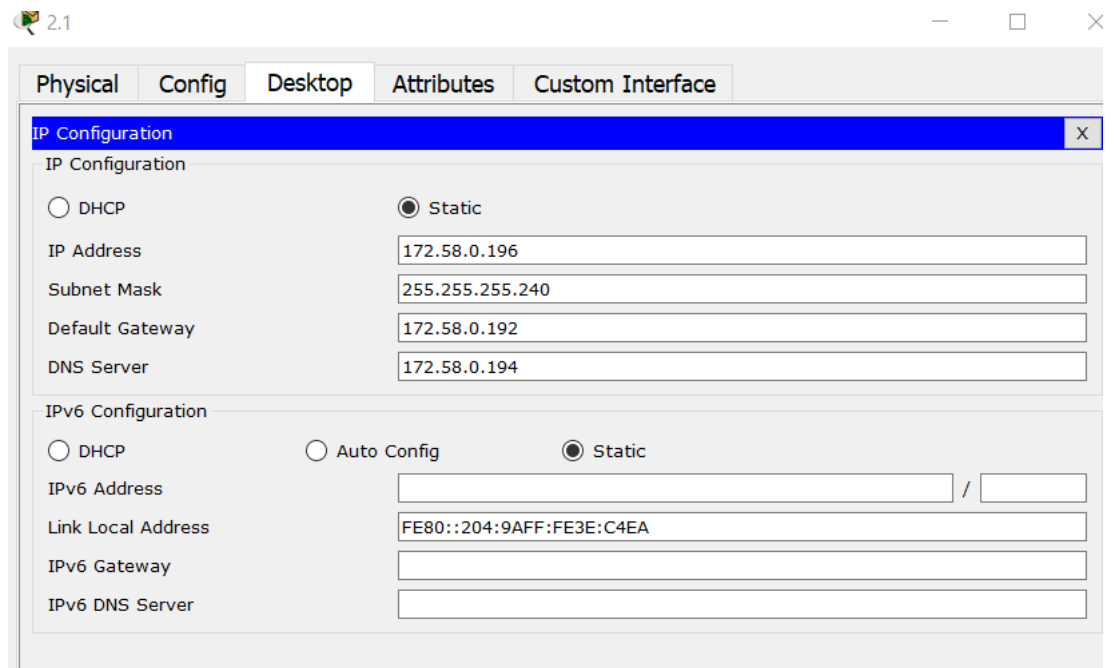 2.1
Physical Config Desktop Attributes Custom Interface
IP Configuration X
IP Configuration
DHCP Static
IP Address 172.58.0.196
Subnet Mask 255.255.255.240
Default Gateway 172.58.0.192
DNS Server 172.58.0.194
IPv6 Configuration
DHCP Auto Config Static
IPv6 Address /
Link Local Address FE80::204:9AFF:FE3E:C4EA
IPv6 Gateway
IPv6 DNS Server